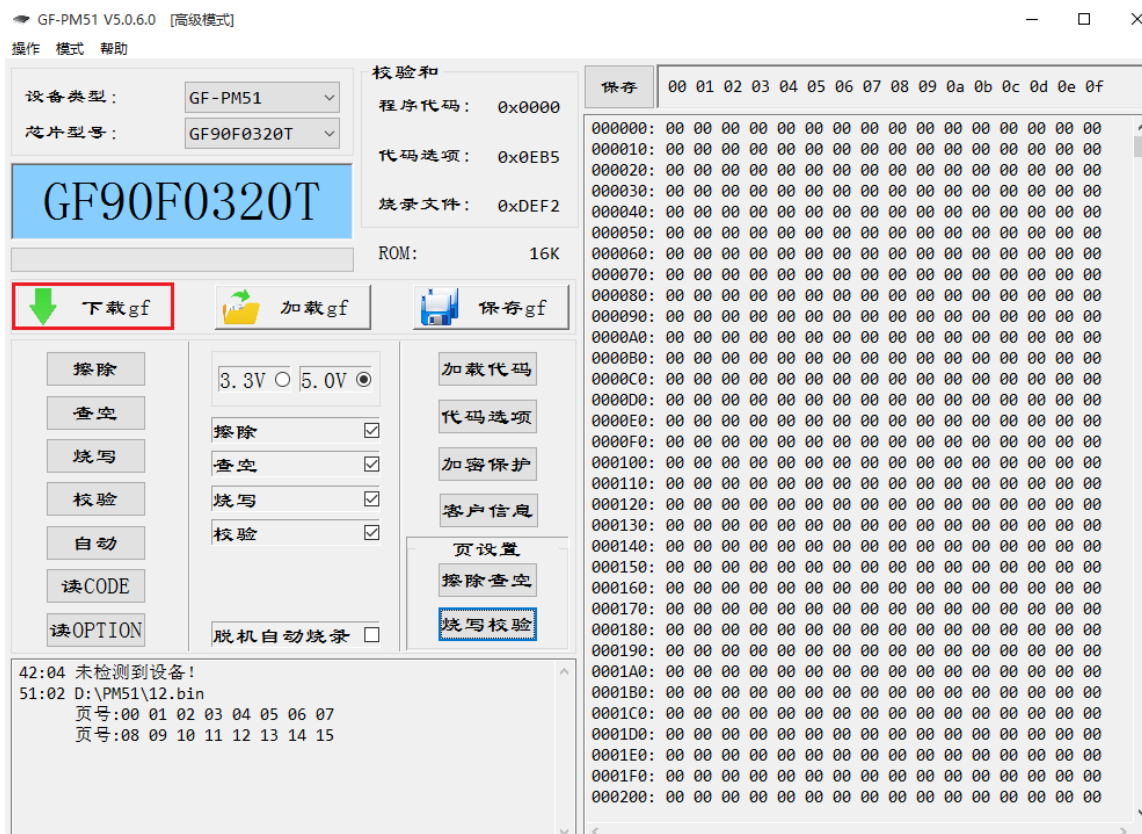 GF-PM51 V5.0.6.0 [高级模式]
操作 模式 帮助
设备类型: GF-PM51
芯片型号: GF90F0320T
GF90F0320T
校验和
程序代码: 0x0000
代码选项: 0x0EB5
烧录文件: 0xDEF2
ROM: 16K
下载gf
加载gf
保存gf
擦除
查空
烧写
校验
自动
读CODE
读OPTION
3.3V 5.0V
擦除
查空
烧写
校验
脱机自动烧录
加载代码
代码选项
加密保护
客户信息
页设置
擦除查空
烧写校验
42:04 未检测到设备!
51:02 D:\PM51\12.bin
页号:00 01 02 03 04 05 06 07
页号:08 09 10 11 12 13 14 15
保存 00 01 02 03 04 05 06 07 08 09 0a 0b 0c 0d 0e 0f
000000: 00 00 00 00 00 00 00 00 00 00 00 00 00 00 00 00
000010: 00 00 00 00 00 00 00 00 00 00 00 00 00 00 00 00
000020: 00 00 00 00 00 00 00 00 00 00 00 00 00 00 00 00
000030: 00 00 00 00 00 00 00 00 00 00 00 00 00 00 00 00
000040: 00 00 00 00 00 00 00 00 00 00 00 00 00 00 00 00
000050: 00 00 00 00 00 00 00 00 00 00 00 00 00 00 00 00
000060: 00 00 00 00 00 00 00 00 00 00 00 00 00 00 00 00
000070: 00 00 00 00 00 00 00 00 00 00 00 00 00 00 00 00
000080: 00 00 00 00 00 00 00 00 00 00 00 00 00 00 00 00
000090: 00 00 00 00 00 00 00 00 00 00 00 00 00 00 00 00
0000A0: 00 00 00 00 00 00 00 00 00 00 00 00 00 00 00 00
0000B0: 00 00 00 00 00 00 00 00 00 00 00 00 00 00 00 00
0000C0: 00 00 00 00 00 00 00 00 00 00 00 00 00 00 00 00
0000D0: 00 00 00 00 00 00 00 00 00 00 00 00 00 00 00 00
0000E0: 00 00 00 00 00 00 00 00 00 00 00 00 00 00 00 00
0000F0: 00 00 00 00 00 00 00 00 00 00 00 00 00 00 00 00
000100: 00 00 00 00 00 00 00 00 00 00 00 00 00 00 00 00
000110: 00 00 00 00 00 00 00 00 00 00 00 00 00 00 00 00
000120: 00 00 00 00 00 00 00 00 00 00 00 00 00 00 00 00
000130: 00 00 00 00 00 00 00 00 00 00 00 00 00 00 00 00
000140: 00 00 00 00 00 00 00 00 00 00 00 00 00 00 00 00
000150: 00 00 00 00 00 00 00 00 00 00 00 00 00 00 00 00
000160: 00 00 00 00 00 00 00 00 00 00 00 00 00 00 00 00
000170: 00 00 00 00 00 00 00 00 00 00 00 00 00 00 00 00
000180: 00 00 00 00 00 00 00 00 00 00 00 00 00 00 00 00
000190: 00 00 00 00 00 00 00 00 00 00 00 00 00 00 00 00
0001A0: 00 00 00 00 00 00 00 00 00 00 00 00 00 00 00 00
0001B0: 00 00 00 00 00 00 00 00 00 00 00 00 00 00 00 00
0001C0: 00 00 00 00 00 00 00 00 00 00 00 00 00 00 00 00
0001D0: 00 00 00 00 00 00 00 00 00 00 00 00 00 00 00 00
0001E0: 00 00 00 00 00 00 00 00 00 00 00 00 00 00 00 00
0001F0: 00 00 00 00 00 00 00 00 00 00 00 00 00 00 00 00
000200: 00 00 00 00 00 00 00 00 00 00 00 00 00 00 00 00